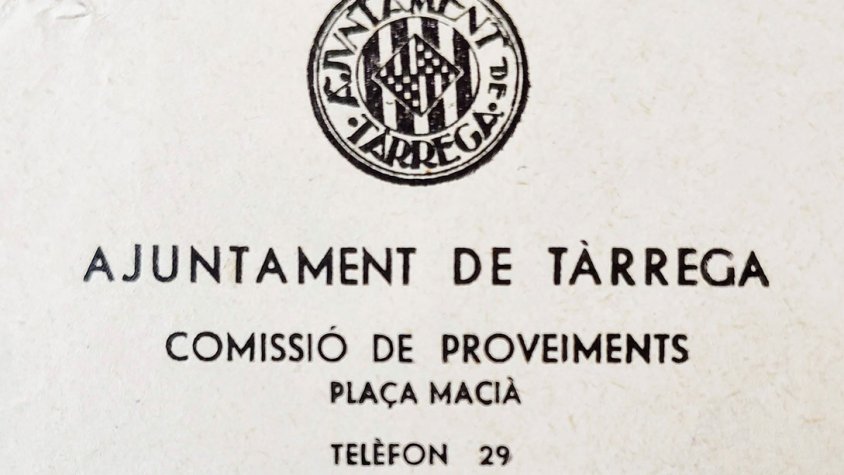 AJUNTAMENT DE
·TÀRREGA·
AJUNTAMENT DE TÀRREGA
COMISSIÓ DE PROVEIMENTS
PLAÇA MACIÀ
TELÈFON 29